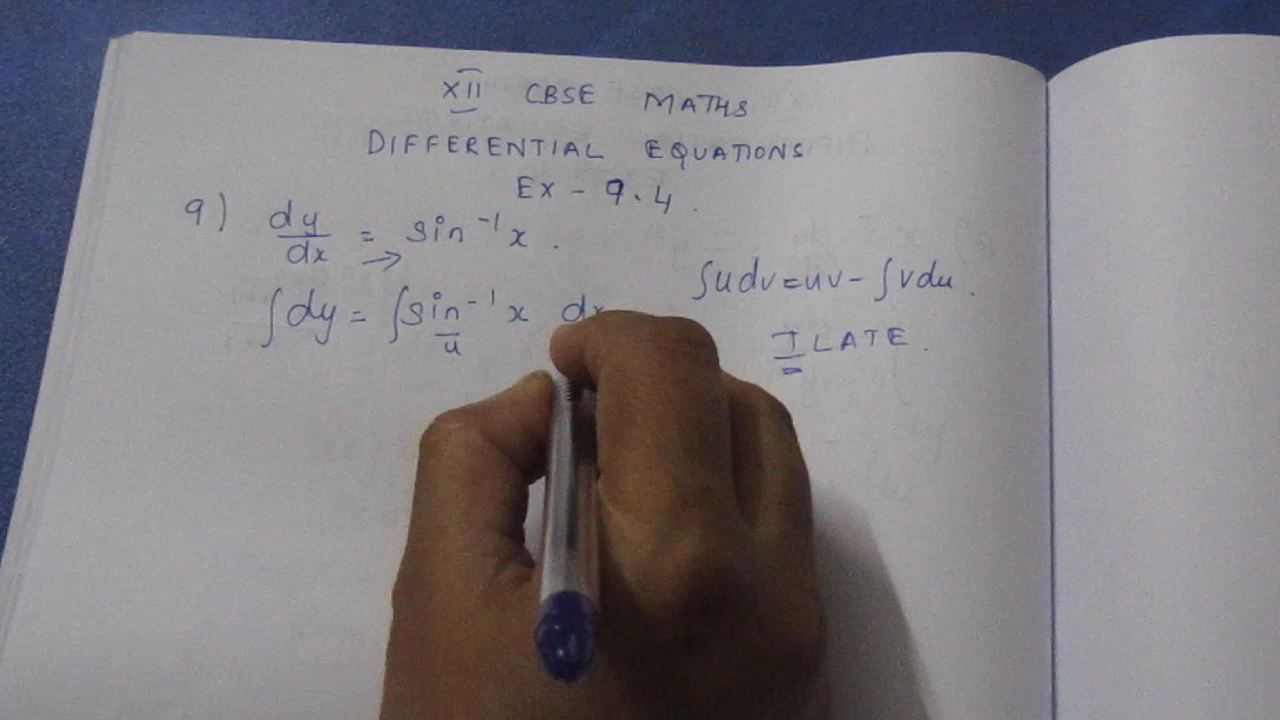 XII CBSE MATHS
DIFFERENTIAL EQUATIONS
Ex - 9.4.
9) dy/dx = sin⁻¹x.
→
∫udv=uv-∫vdu.
∫dy = ∫sin⁻¹x dx
u
ILATE.